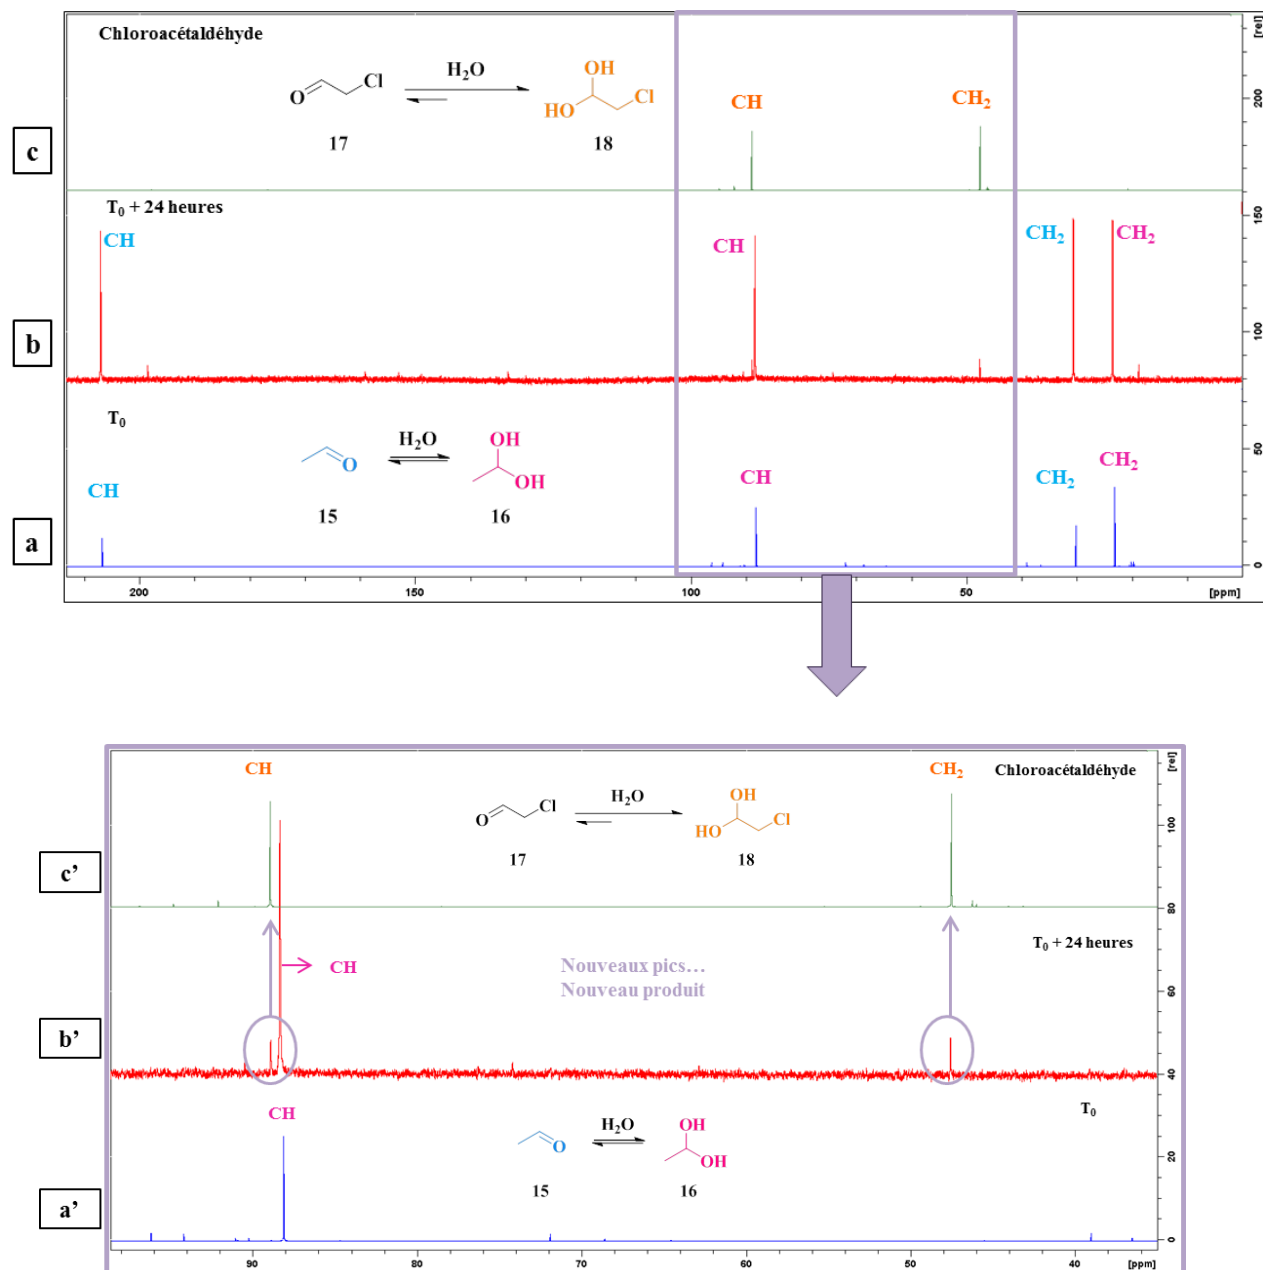 Chloroacétaldéhyde
[rel]
O
Cl
H₂O
OH
HO
Cl
17
18
CH
CH₂
200
c
T₀ + 24 heures
150
CH
CH
CH₂
CH₂
100
b
T₀
H₂O
OH
O
OH
15
16
50
CH
CH
CH₂
CH₂
a
0
200
150
100
50
[ppm]
[rel]
CH
CH₂
Chloroacétaldéhyde
O
Cl
H₂O
OH
HO
Cl
17
18
100
c’
80
T₀ + 24 heures
CH
Nouveaux pics…
Nouveau produit
60
b’
40
CH
T₀
H₂O
OH
O
OH
15
16
20
a’
0
90
80
70
60
50
40
[ppm]